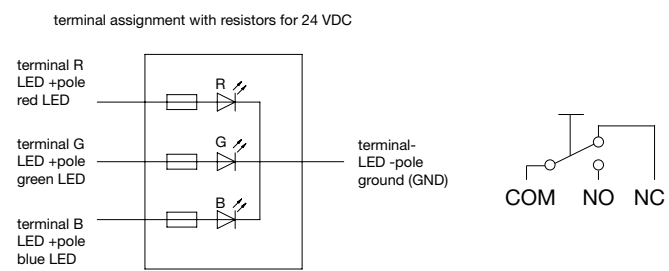 terminal assignment with resistors for 24 VDC
terminal R
LED +pole
red LED
R
terminal G
LED +pole
green LED
G
terminal-
LED -pole
ground (GND)
terminal B
LED +pole
blue LED
B
COM NO NC